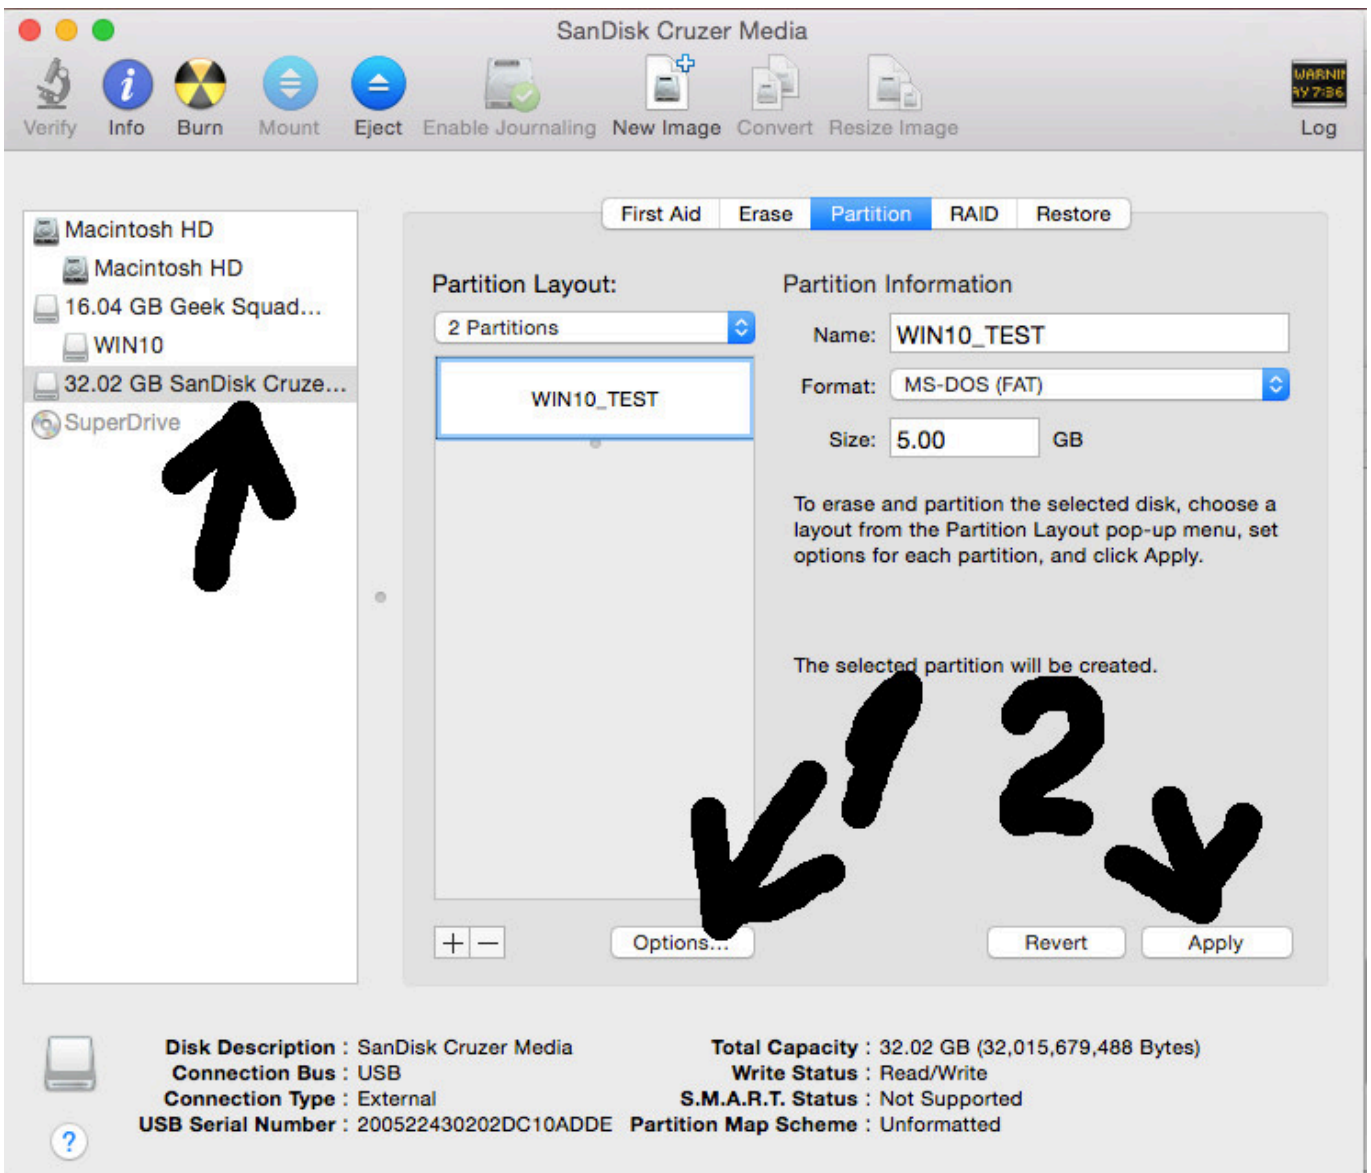 SanDisk Cruzer Media
Verify Info Burn Mount Eject Enable Journaling New Image Convert Resize Image Log
WARNIN
AY 7:36
First Aid Erase Partition RAID Restore
Macintosh HD
Macintosh HD
16.04 GB Geek Squad...
WIN10
32.02 GB SanDisk Cruze...
SuperDrive
Partition Layout:
2 Partitions
WIN10_TEST
Partition Information
Name: WIN10_TEST
Format: MS-DOS (FAT)
Size: 5.00 GB
To erase and partition the selected disk, choose a
layout from the Partition Layout pop-up menu, set
options for each partition, and click Apply.
The selected partition will be created.
1 2
+ − Options... Revert Apply
Disk Description : SanDisk Cruzer Media
Connection Bus : USB
Connection Type : External
USB Serial Number : 200522430202DC10ADDE
Total Capacity : 32.02 GB (32,015,679,488 Bytes)
Write Status : Read/Write
S.M.A.R.T. Status : Not Supported
Partition Map Scheme : Unformatted
?